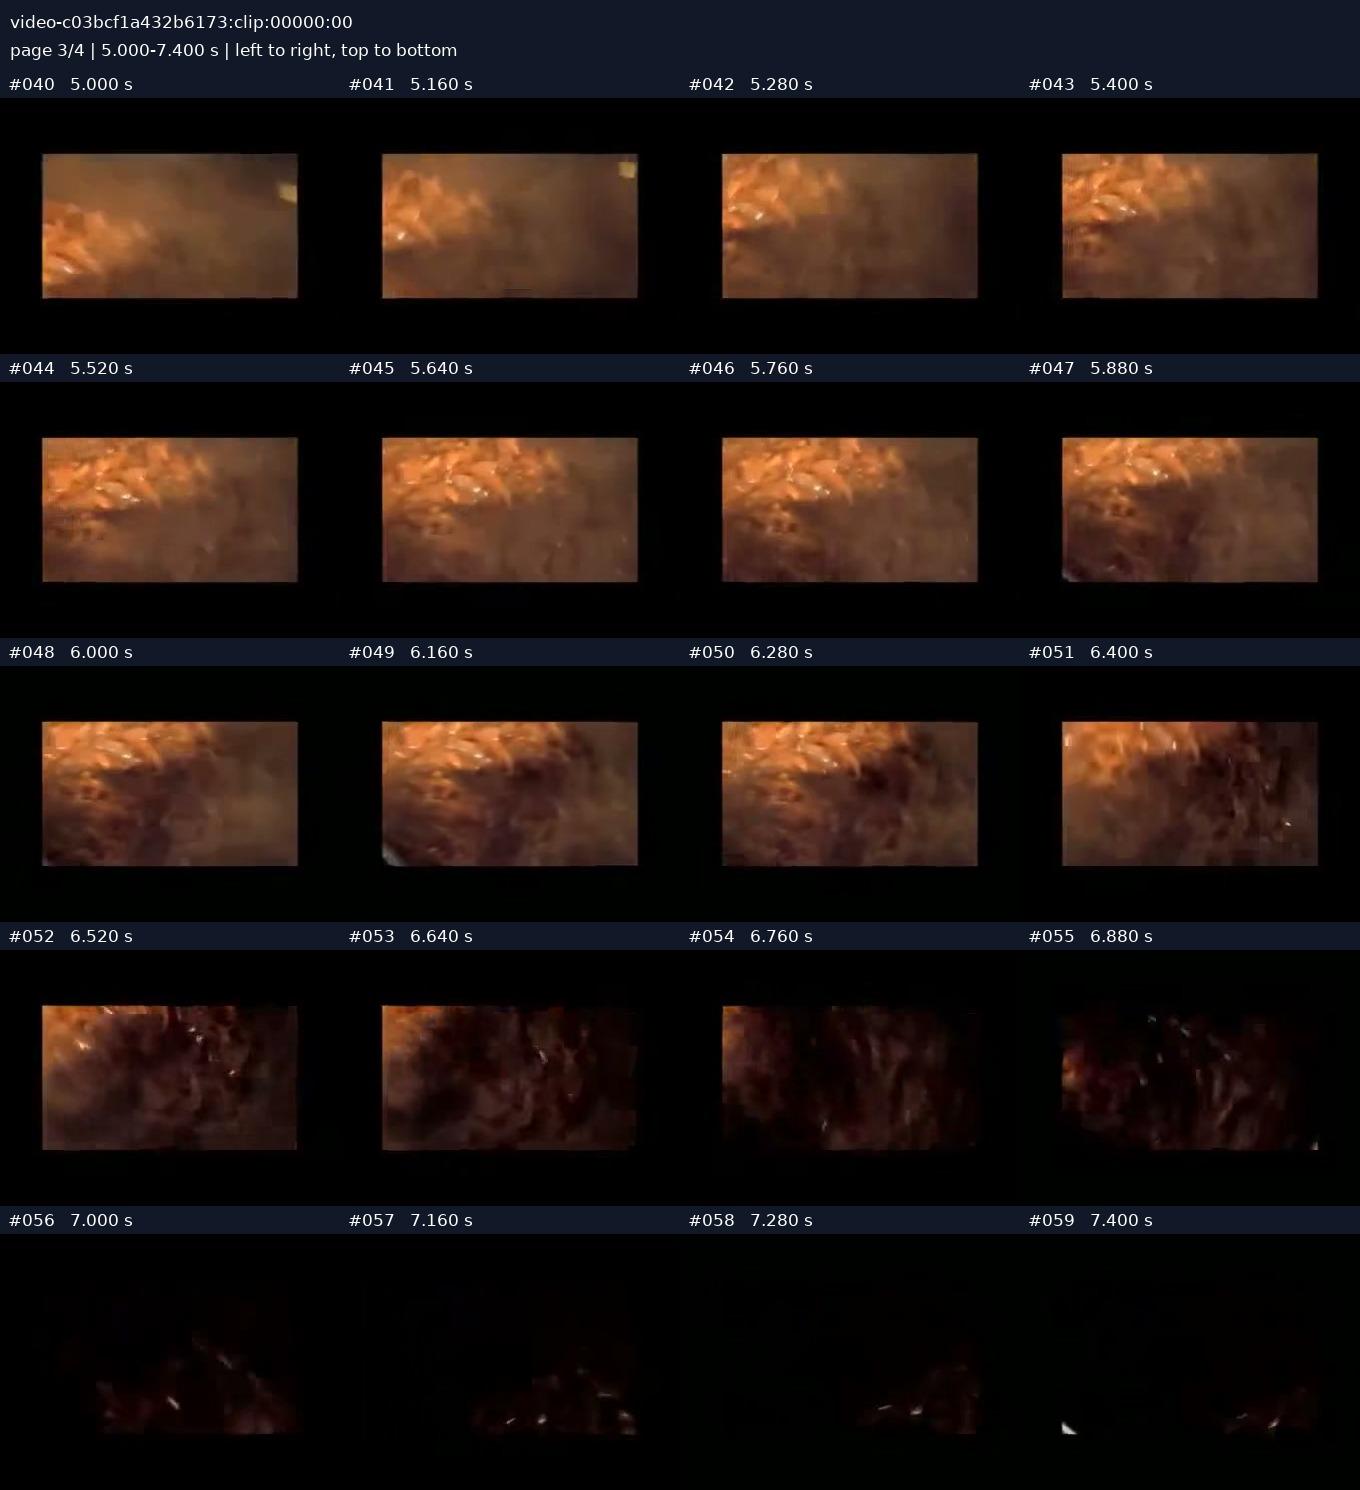 video-c03bcf1a432b6173:clip:00000:00
page 3/4 | 5.000-7.400 s | left to right, top to bottom
#040 5.000 s
#041 5.160 s
#042 5.280 s
#043 5.400 s
#044 5.520 s
#045 5.640 s
#046 5.760 s
#047 5.880 s
#048 6.000 s
#049 6.160 s
#050 6.280 s
#051 6.400 s
#052 6.520 s
#053 6.640 s
#054 6.760 s
#055 6.880 s
#056 7.000 s
#057 7.160 s
#058 7.280 s
#059 7.400 s